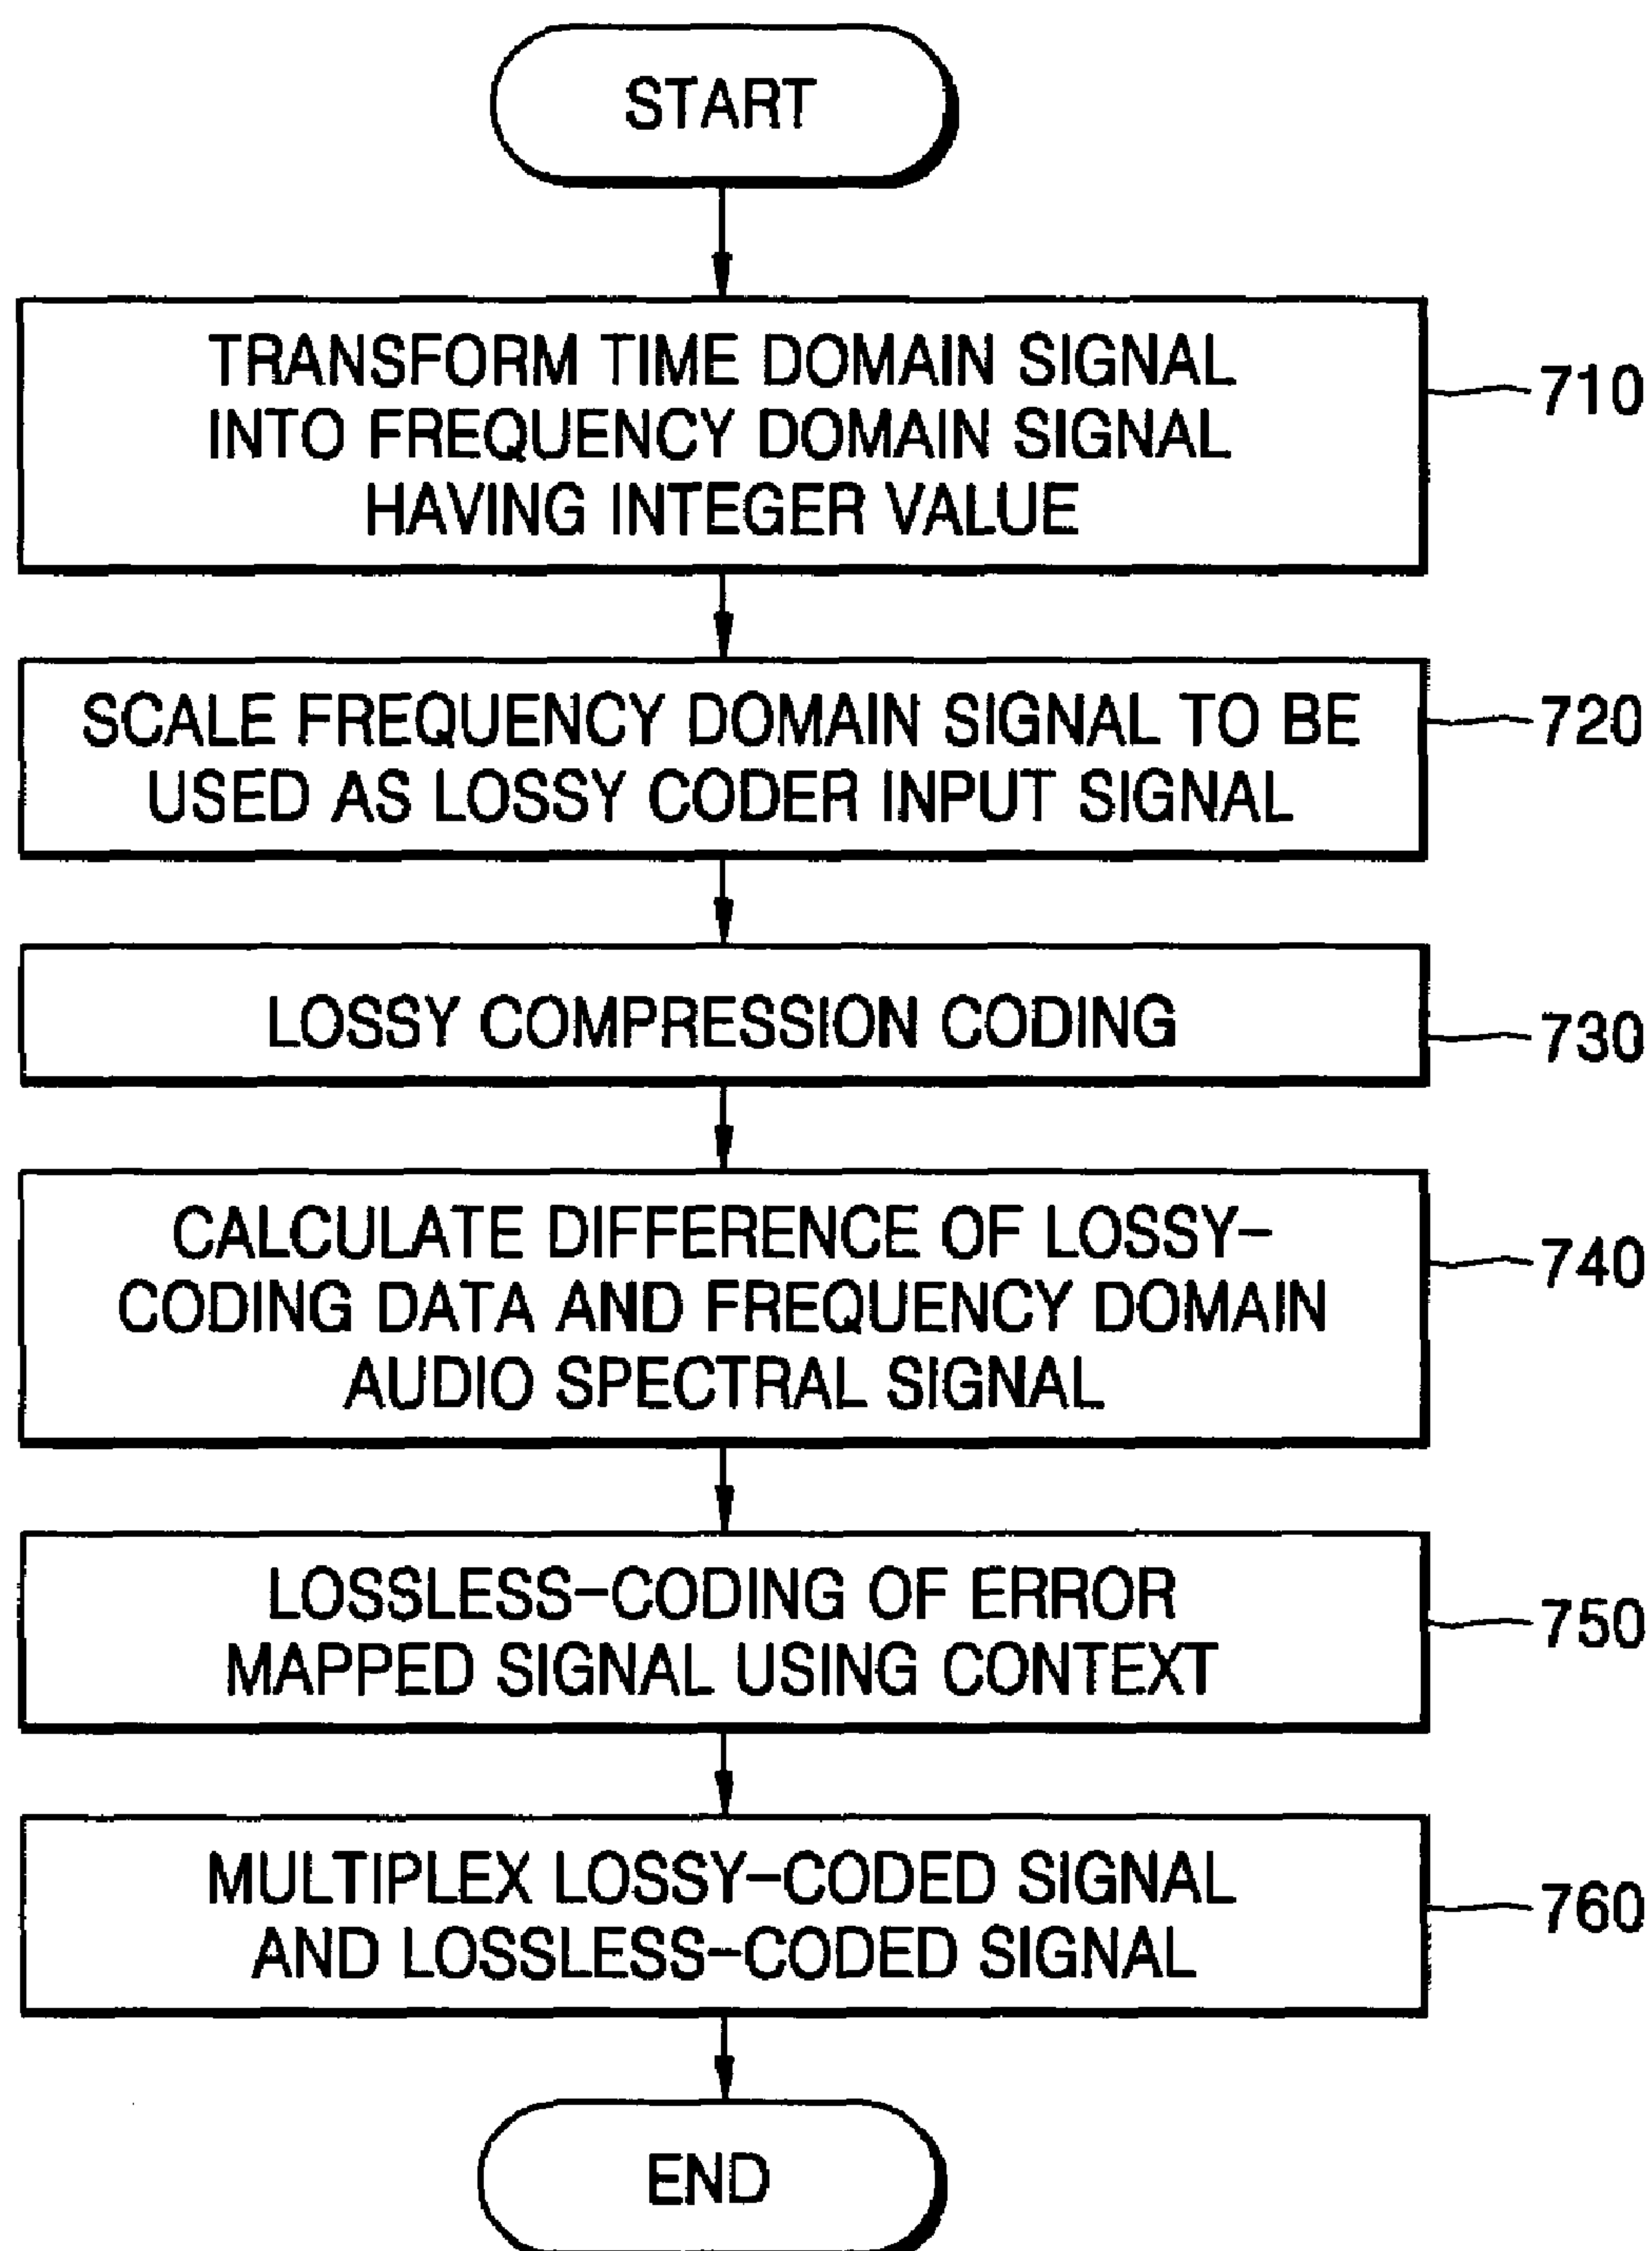 START
TRANSFORM TIME DOMAIN SIGNAL
INTO FREQUENCY DOMAIN SIGNAL
HAVING INTEGER VALUE
710
SCALE FREQUENCY DOMAIN SIGNAL TO BE
USED AS LOSSY CODER INPUT SIGNAL
720
LOSSY COMPRESSION CODING
730
CALCULATE DIFFERENCE OF LOSSY-
CODING DATA AND FREQUENCY DOMAIN
AUDIO SPECTRAL SIGNAL
740
LOSSLESS-CODING OF ERROR
MAPPED SIGNAL USING CONTEXT
750
MULTIPLEX LOSSY-CODED SIGNAL
AND LOSSLESS-CODED SIGNAL
760
END